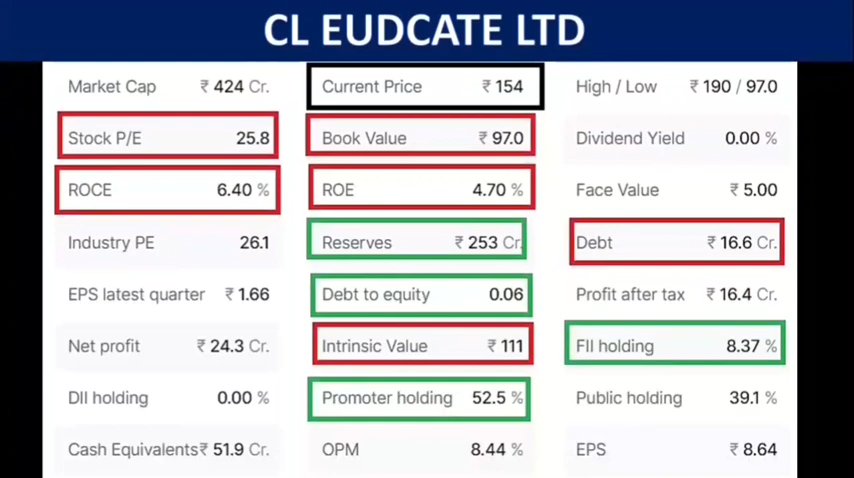 CL EUDCATE LTD
Market Cap ₹ 424 Cr. Current Price ₹ 154 High / Low ₹ 190 / 97.0
Stock P/E 25.8 Book Value ₹ 97.0 Dividend Yield 0.00 %
ROCE 6.40 % ROE 4.70 % Face Value ₹ 5.00
Industry PE 26.1 Reserves ₹ 253 Cr. Debt ₹ 16.6 Cr.
EPS latest quarter ₹ 1.66 Debt to equity 0.06 Profit after tax ₹ 16.4 Cr.
Net profit ₹ 24.3 Cr. Intrinsic Value ₹ 111 FII holding 8.37 %
DII holding 0.00 % Promoter holding 52.5 % Public holding 39.1 %
Cash Equivalents ₹ 51.9 Cr. OPM 8.44 % EPS ₹ 8.64